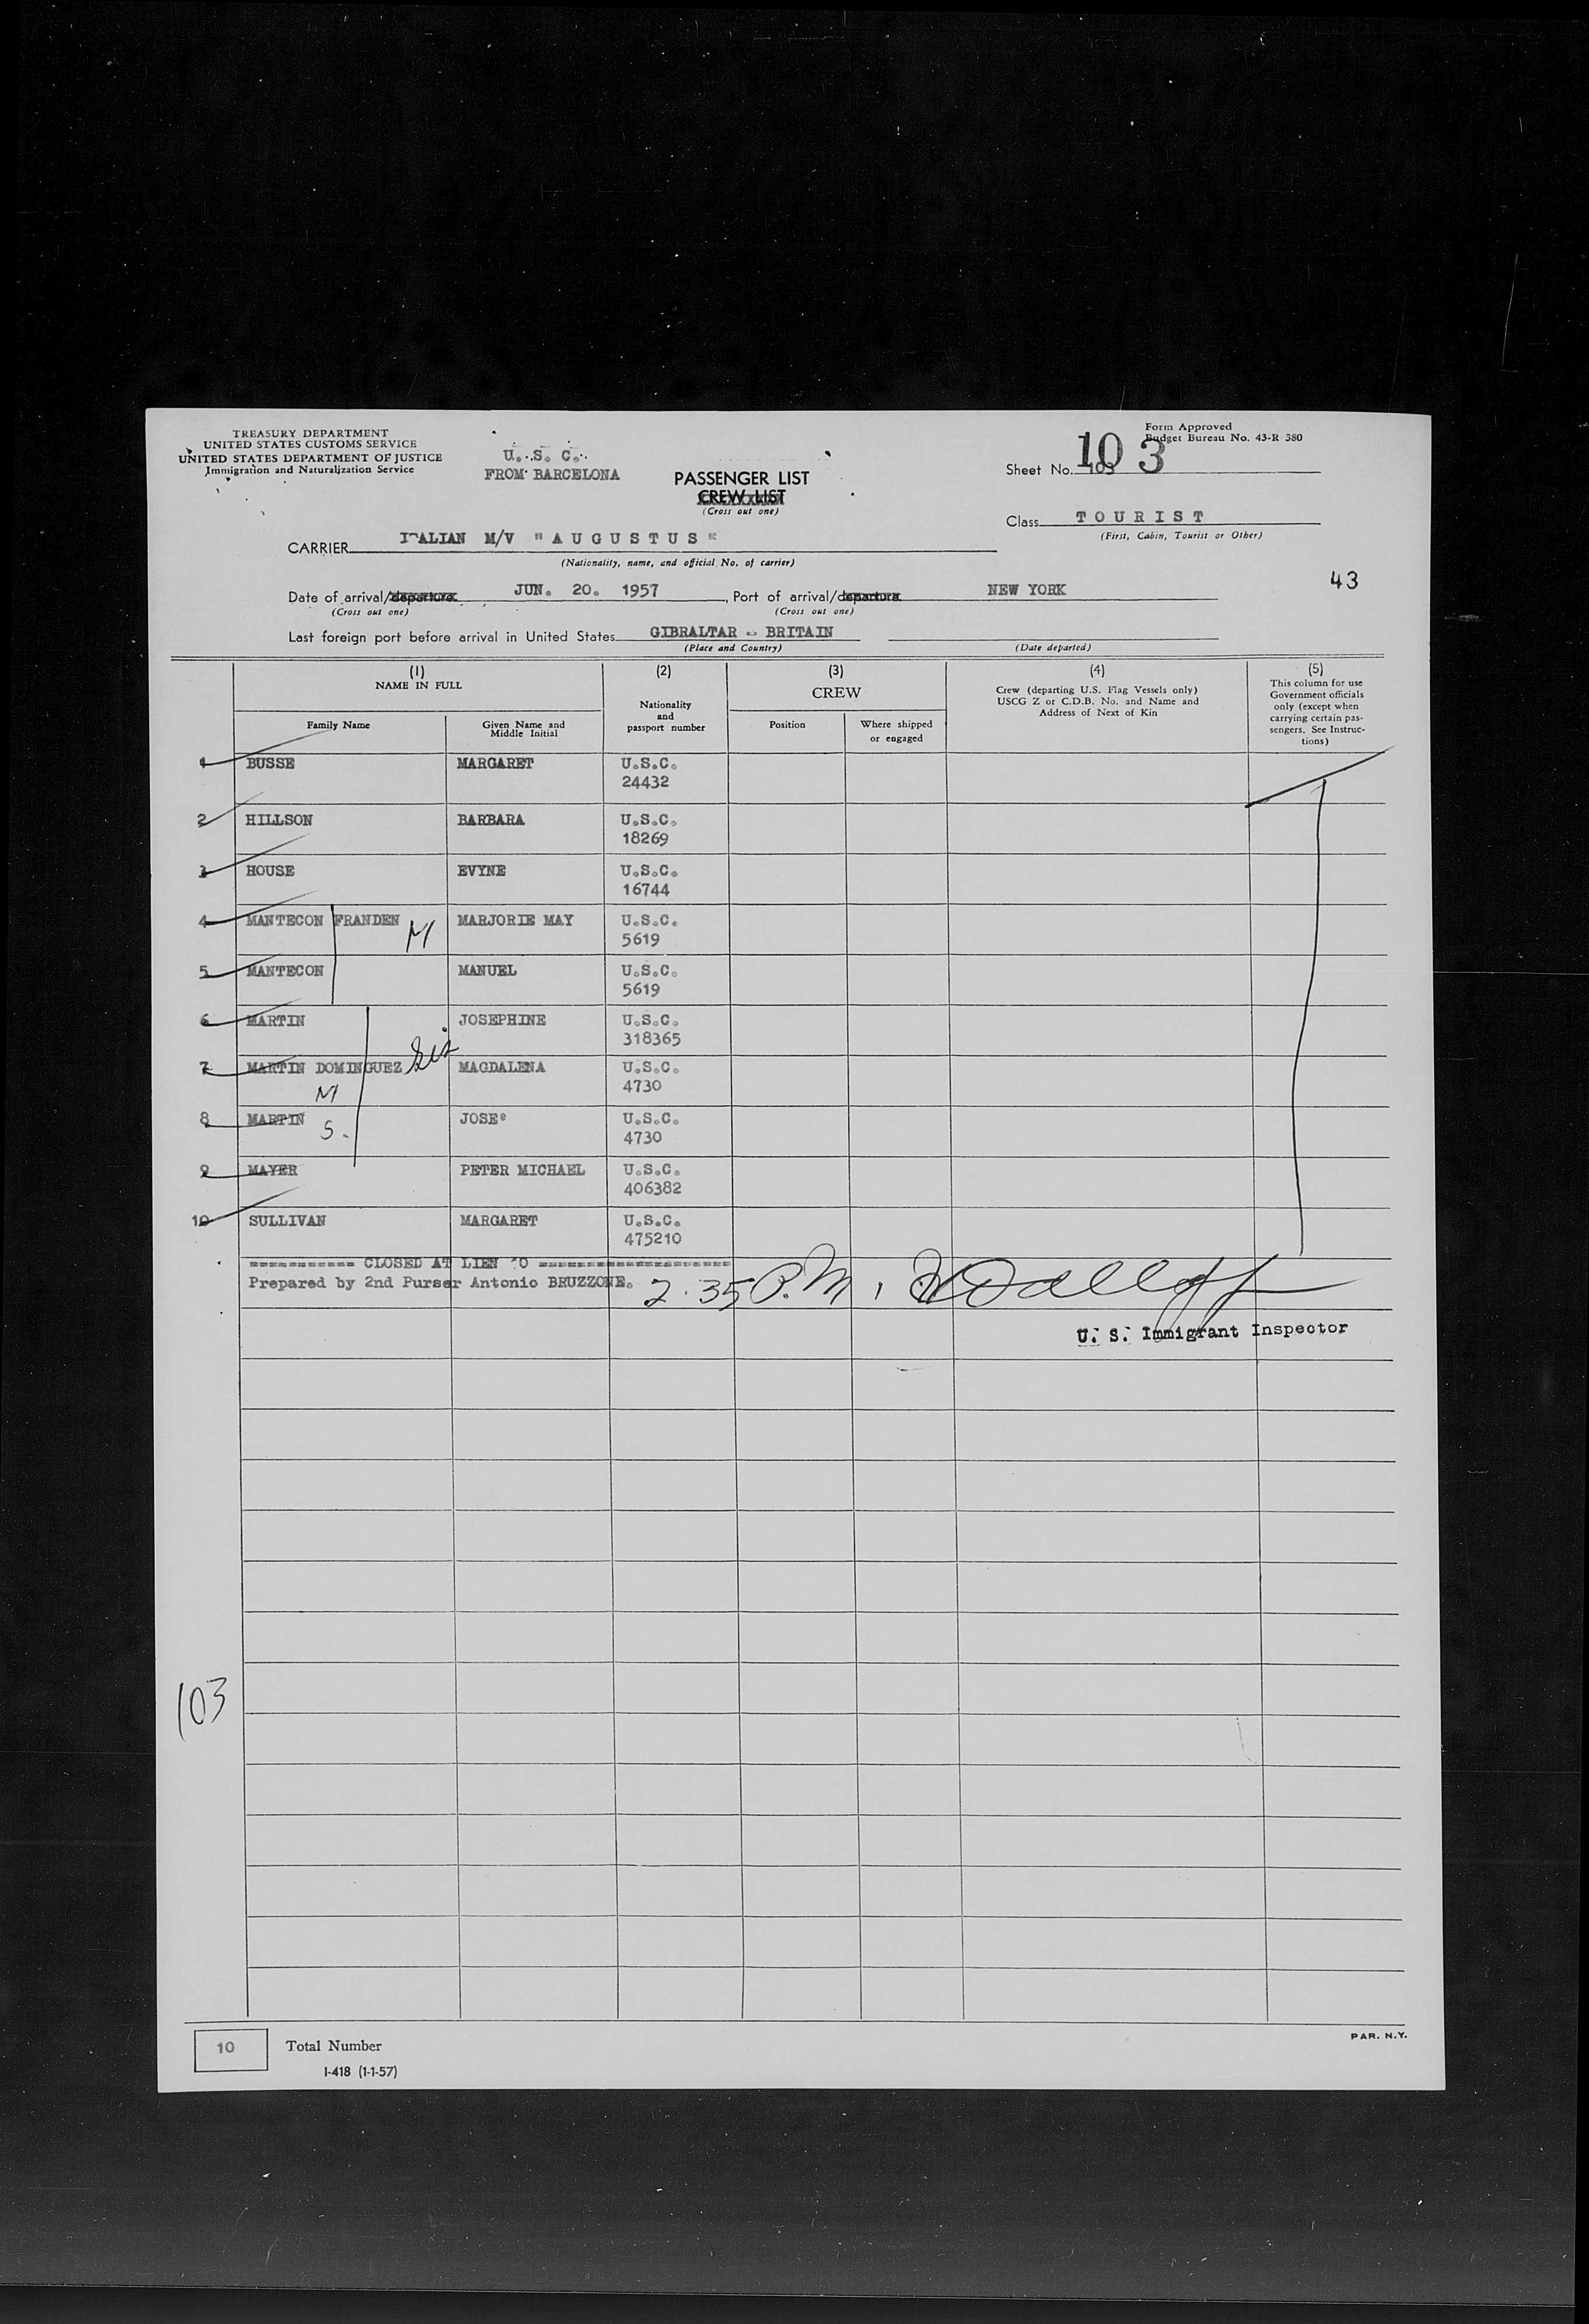 TREASURY DEPARTMENT
UNITED STATES CUSTOMS SERVICE
UNITED STATES DEPARTMENT OF JUSTICE
Immigration and Naturalization Service
U. S. C.
FROM BARCELONA
PASSENGER LIST
CREW LIST
(Cross out one)
Form Approved
Budget Bureau No. 43-R 380
Sheet No. 103
103
Class TOURIST
(First, Cabin, Tourist or Other)
CARRIER ITALIAN M/V "AUGUSTUS"
(Nationality, name, and official No. of carrier)
43
Date of arrival/departure JUN. 20. 1957, Port of arrival/departure NEW YORK
(Cross out one) (Cross out one)
Last foreign port before arrival in United States GIBRALTAR - BRITAIN
(Place and Country) (Date departed)
(1) (2) (3) (4) (5)
NAME IN FULL
Family Name
Given Name and Middle Initial
Nationality and passport number
CREW
Position
Where shipped or engaged
Crew (departing U.S. Flag Vessels only)
USCG Z or C.D.B. No. and Name and
Address of Next of Kin
This column for use
Government officials
only (except when
carrying certain pas-
sengers. See Instruc-
tions)
1 BUSSE MARGARET U.S.C.
24432
2 HILLSON BARBARA U.S.C.
18269
3 HOUSE EVYNE U.S.C.
16744
4 MANTECON FRANDEN M MARJORIE MAY U.S.C.
5619
5 MANTECON MANUEL U.S.C.
5619
6 MARTIN JOSEPHINE U.S.C.
318365
7 MARTIN DOMINGUEZ Sis MAGDALENA U.S.C.
M 4730
8 MARTIN JOSE' U.S.C.
S. 4730
9 MAYER PETER MICHAEL U.S.C.
406382
10 SULLIVAN MARGARET U.S.C.
475210
=========== CLOSED AT LIEN 10 ====================
Prepared by 2nd Purser Antonio BRUZZONE.
2.35 P.M.
U. S. Immigrant Inspector
103
10 Total Number
I-418 (1-1-57)
PAR. N.Y.